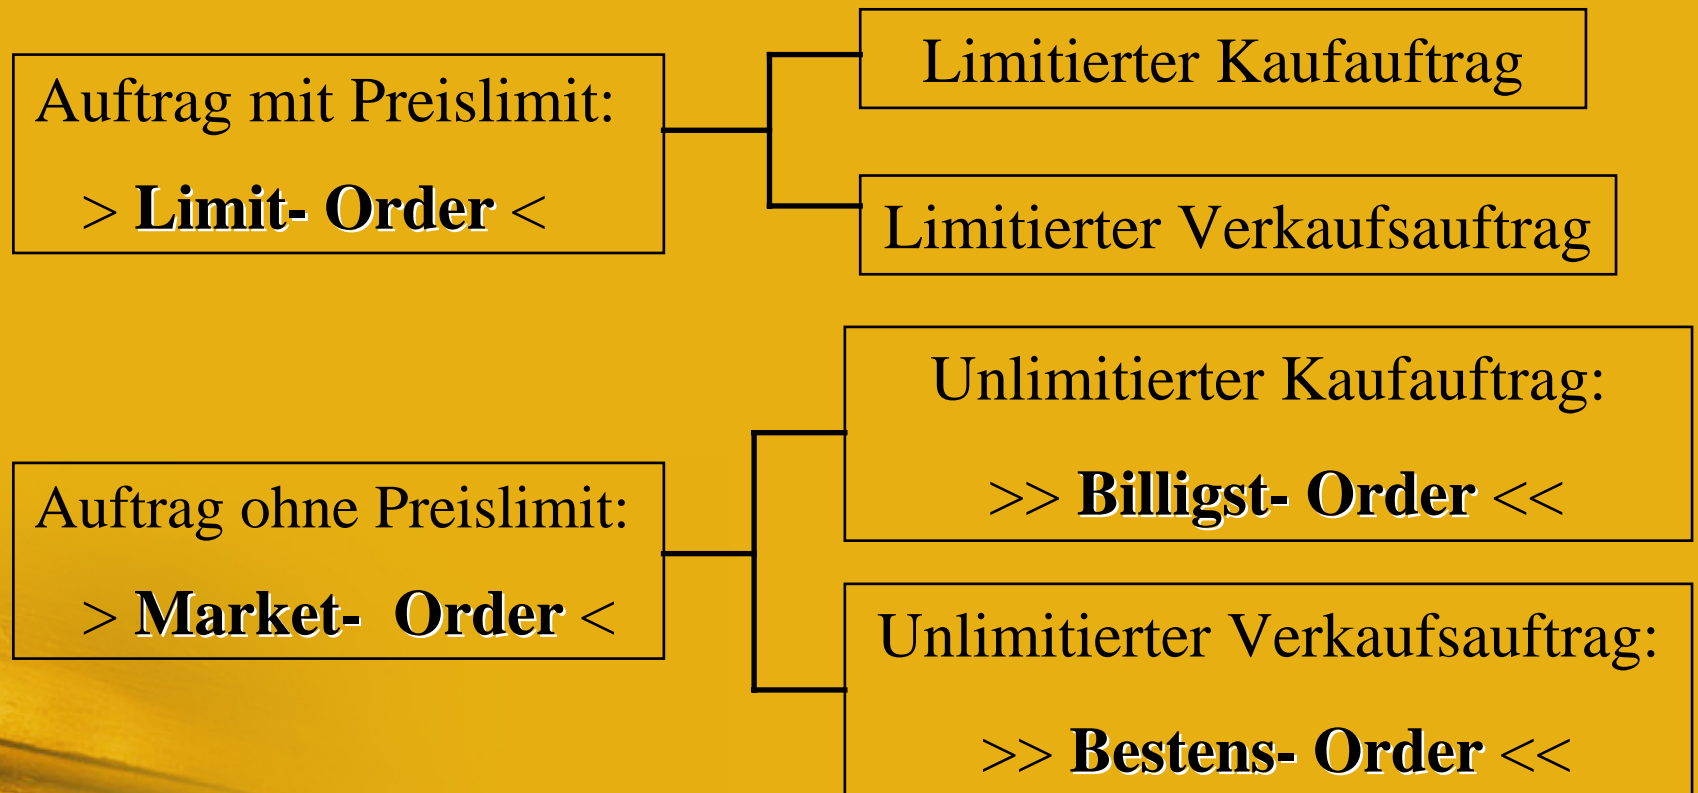 Auftrag mit Preislimit:
> Limit- Order <
Limitierter Kaufauftrag
Limitierter Verkaufsauftrag
Auftrag ohne Preislimit:
> Market- Order <
Unlimitierter Kaufauftrag:
>> Billigst- Order <<
Unlimitierter Verkaufsauftrag:
>> Bestens- Order <<